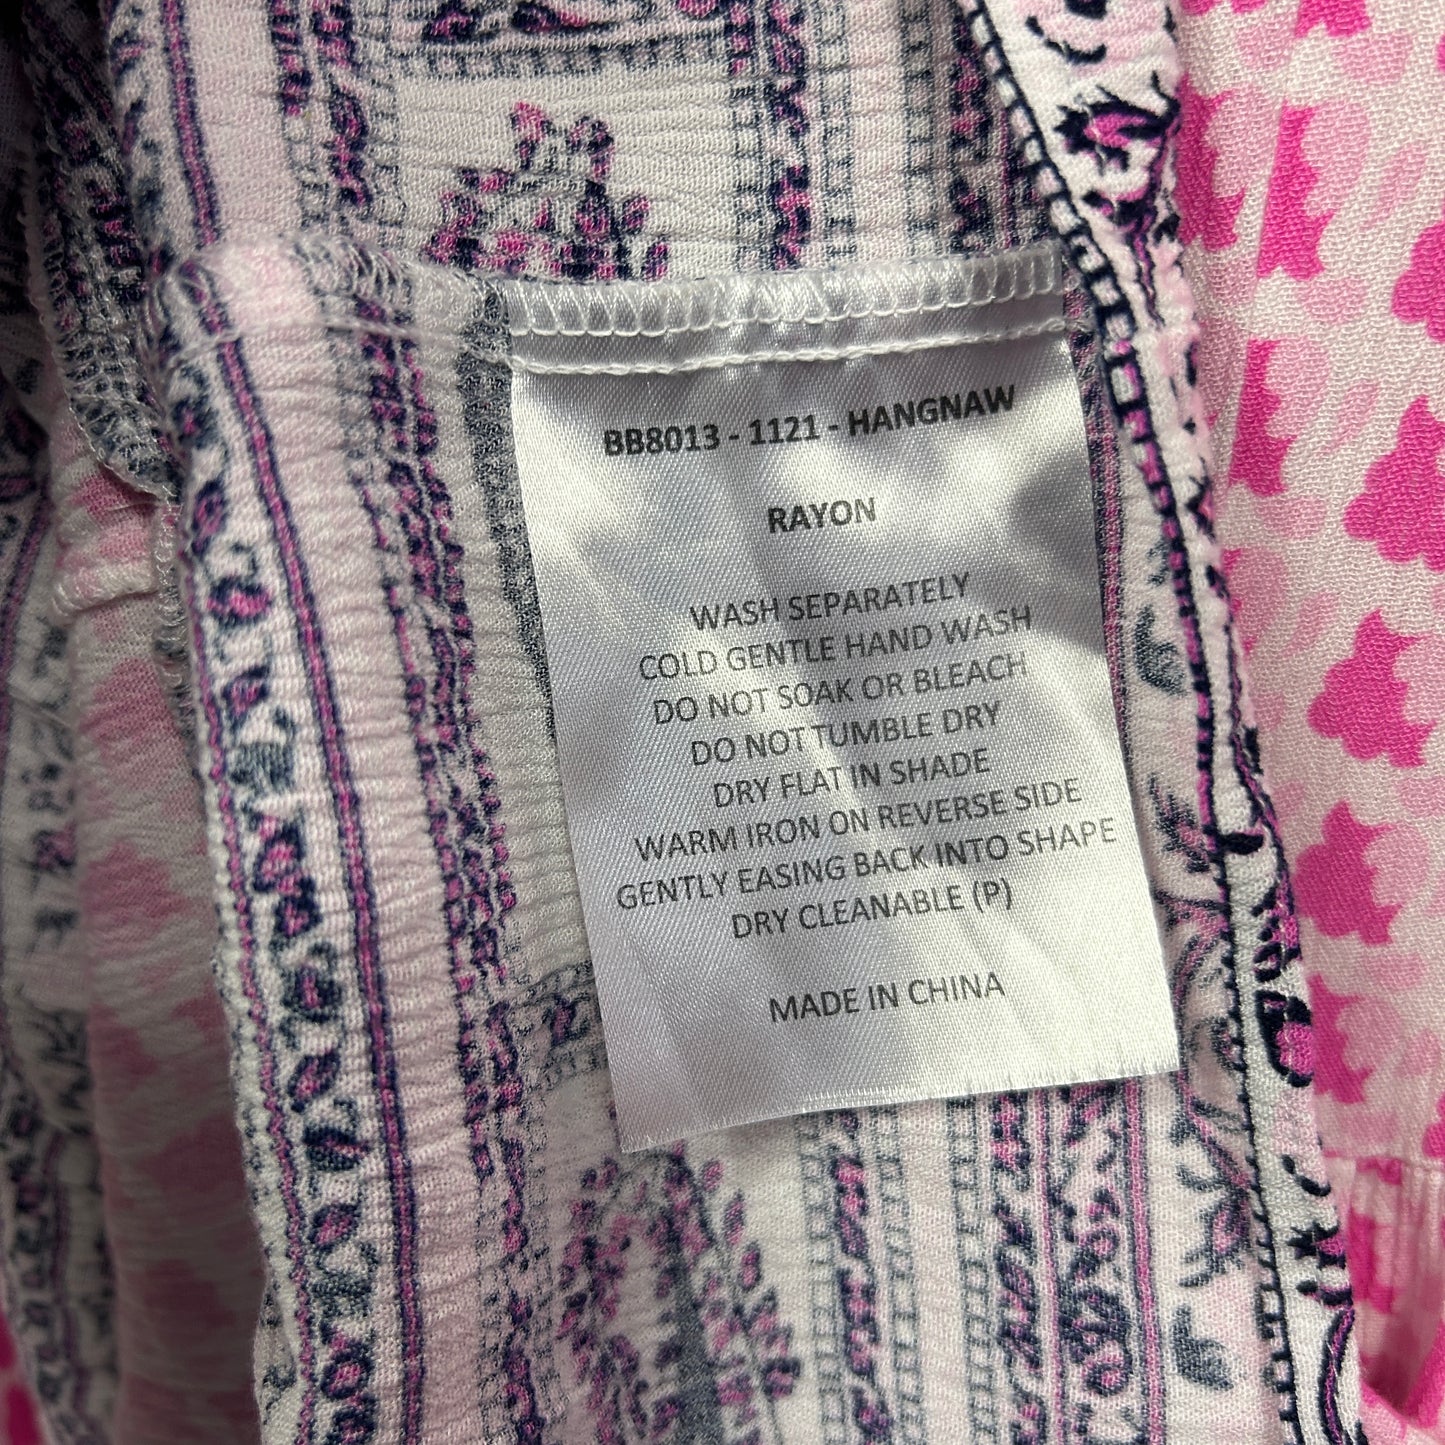 BB8013 - 1121 - HANGNAW
RAYON
WASH SEPARATELY
COLD GENTLE HAND WASH
DO NOT SOAK OR BLEACH
DO NOT TUMBLE DRY
DRY FLAT IN SHADE
WARM IRON ON REVERSE SIDE
GENTLY EASING BACK INTO SHAPE
DRY CLEANABLE (P)
MADE IN CHINA